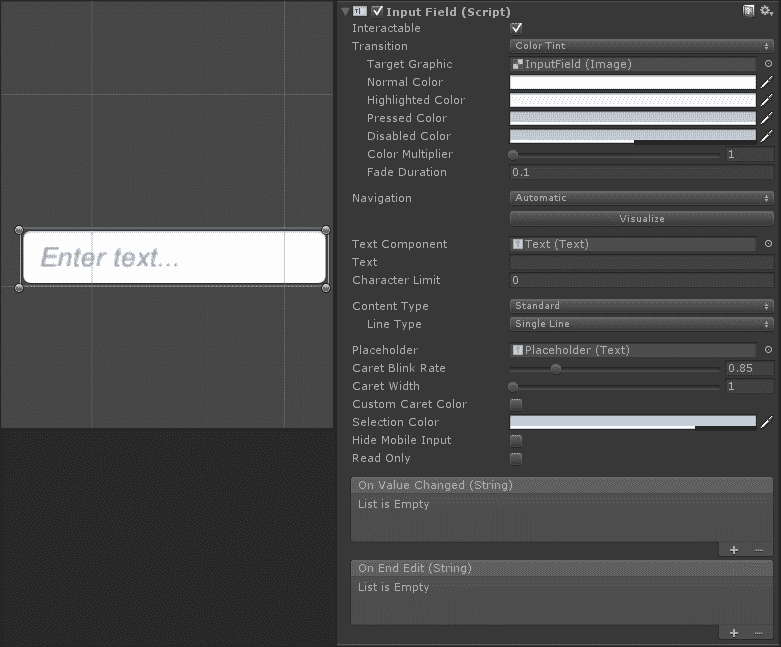 Input Field (Script)
Interactable
Transition Color Tint
Target Graphic InputField (Image)
Normal Color
Highlighted Color
Pressed Color
Disabled Color
Color Multiplier 1
Fade Duration 0.1
Navigation Automatic
Visualize
Enter text...
Text Component Text (Text)
Text
Character Limit 0
Content Type Standard
Line Type Single Line
Placeholder Placeholder (Text)
Caret Blink Rate 0.85
Caret Width 1
Custom Caret Color
Selection Color
Hide Mobile Input
Read Only
On Value Changed (String)
List is Empty
On End Edit (String)
List is Empty